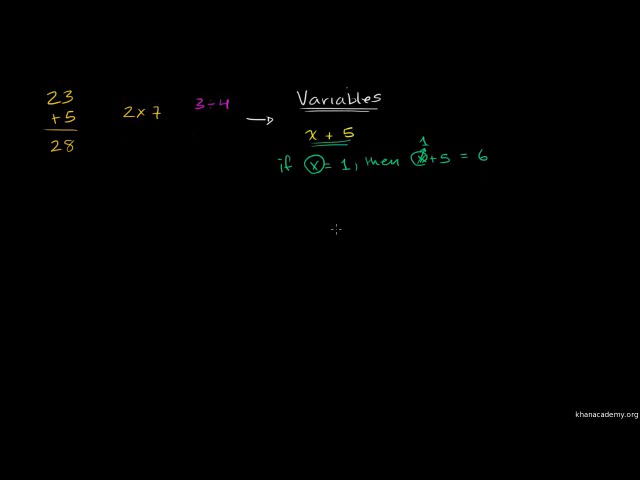 23
+5
28
2x7
3÷4
Variables
x + 5
if x = 1, then x+5 = 6
1
khanacademy.org